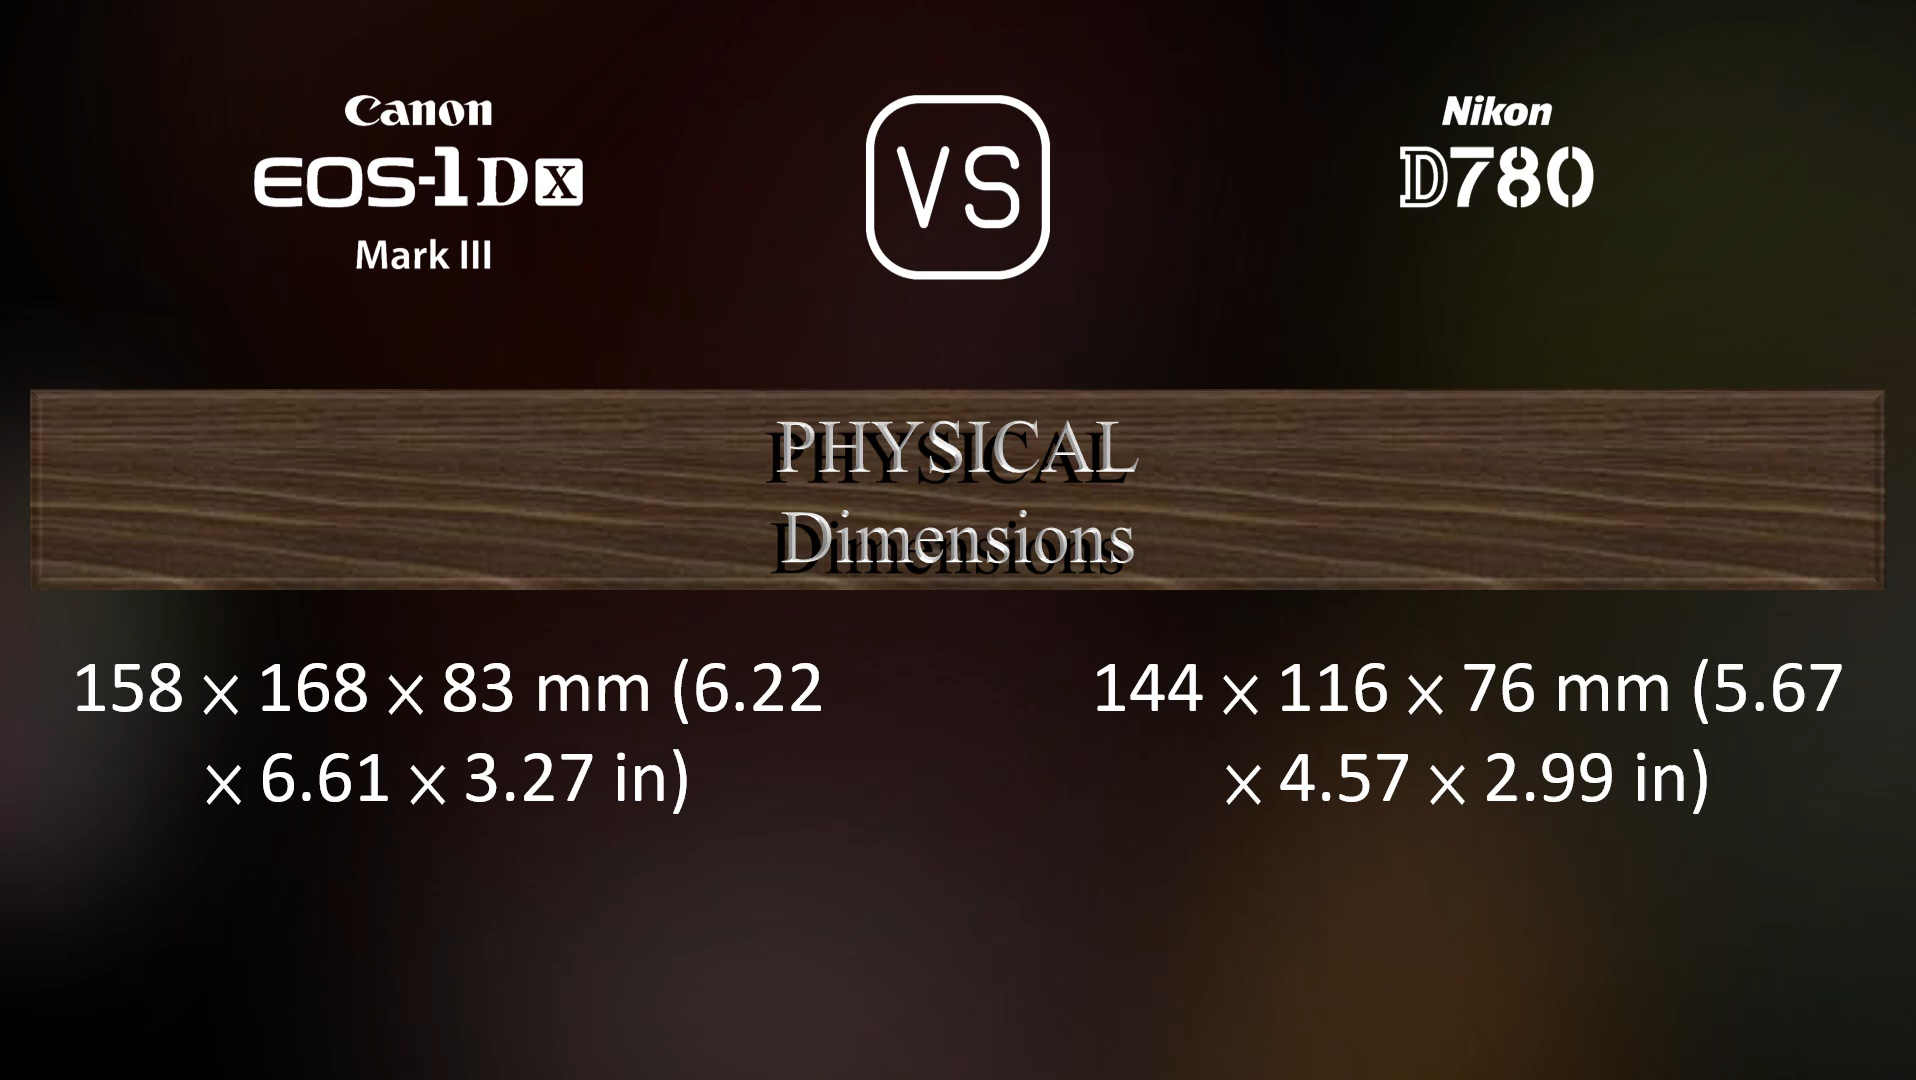 Canon
EOS-1DX
Mark III
VS
Nikon
D780
PHYSICAL
Dimensions
158 x 168 x 83 mm (6.22
x 6.61 x 3.27 in)
144 x 116 x 76 mm (5.67
x 4.57 x 2.99 in)